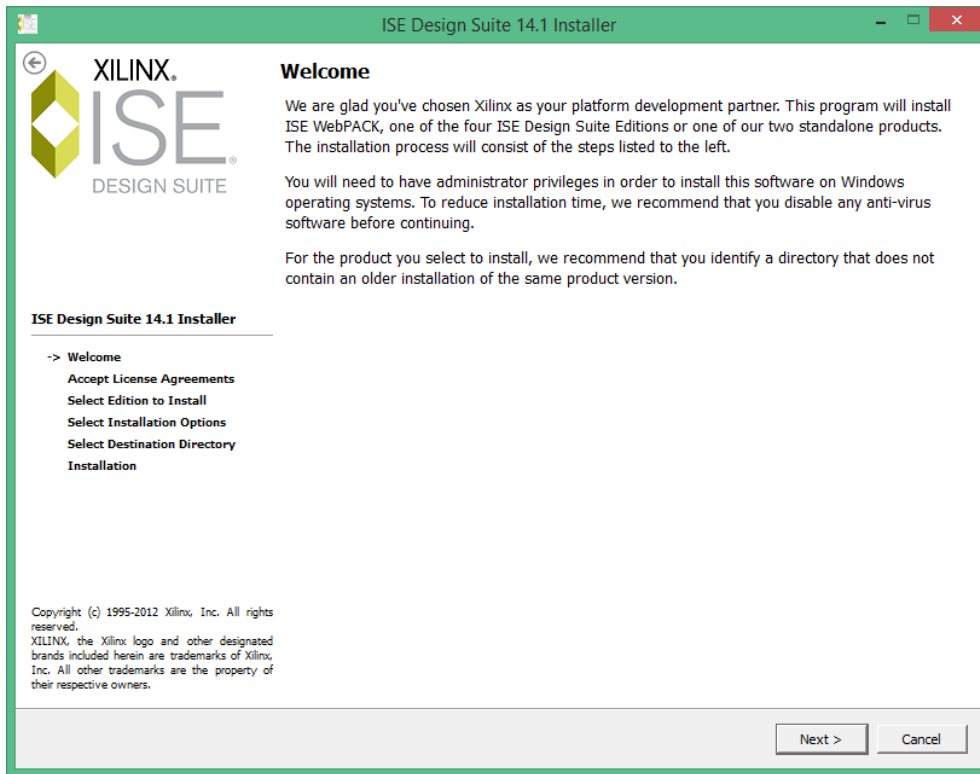 ISE Design Suite 14.1 Installer
XILINX®
ISE®
DESIGN SUITE
Welcome
We are glad you've chosen Xilinx as your platform development partner. This program will install
ISE WebPACK, one of the four ISE Design Suite Editions or one of our two standalone products.
The installation process will consist of the steps listed to the left.
You will need to have administrator privileges in order to install this software on Windows
operating systems. To reduce installation time, we recommend that you disable any anti-virus
software before continuing.
For the product you select to install, we recommend that you identify a directory that does not
contain an older installation of the same product version.
ISE Design Suite 14.1 Installer
-> Welcome
Accept License Agreements
Select Edition to Install
Select Installation Options
Select Destination Directory
Installation
Copyright (c) 1995-2012 Xilinx, Inc. All rights
reserved.
XILINX, the Xilinx logo and other designated
brands included herein are trademarks of Xilinx,
Inc. All other trademarks are the property of
their respective owners.
Next >
Cancel